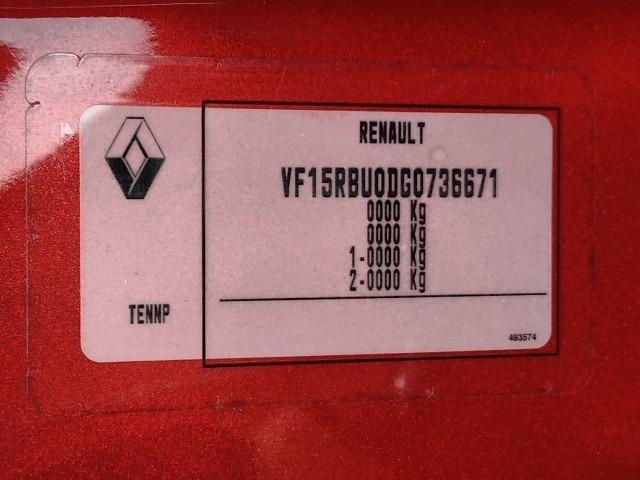 RENAULT
VF15RBU0DG0736671
0000 Kg
0000 Kg
1-0000 Kg
2-0000 Kg
TENNP
493574